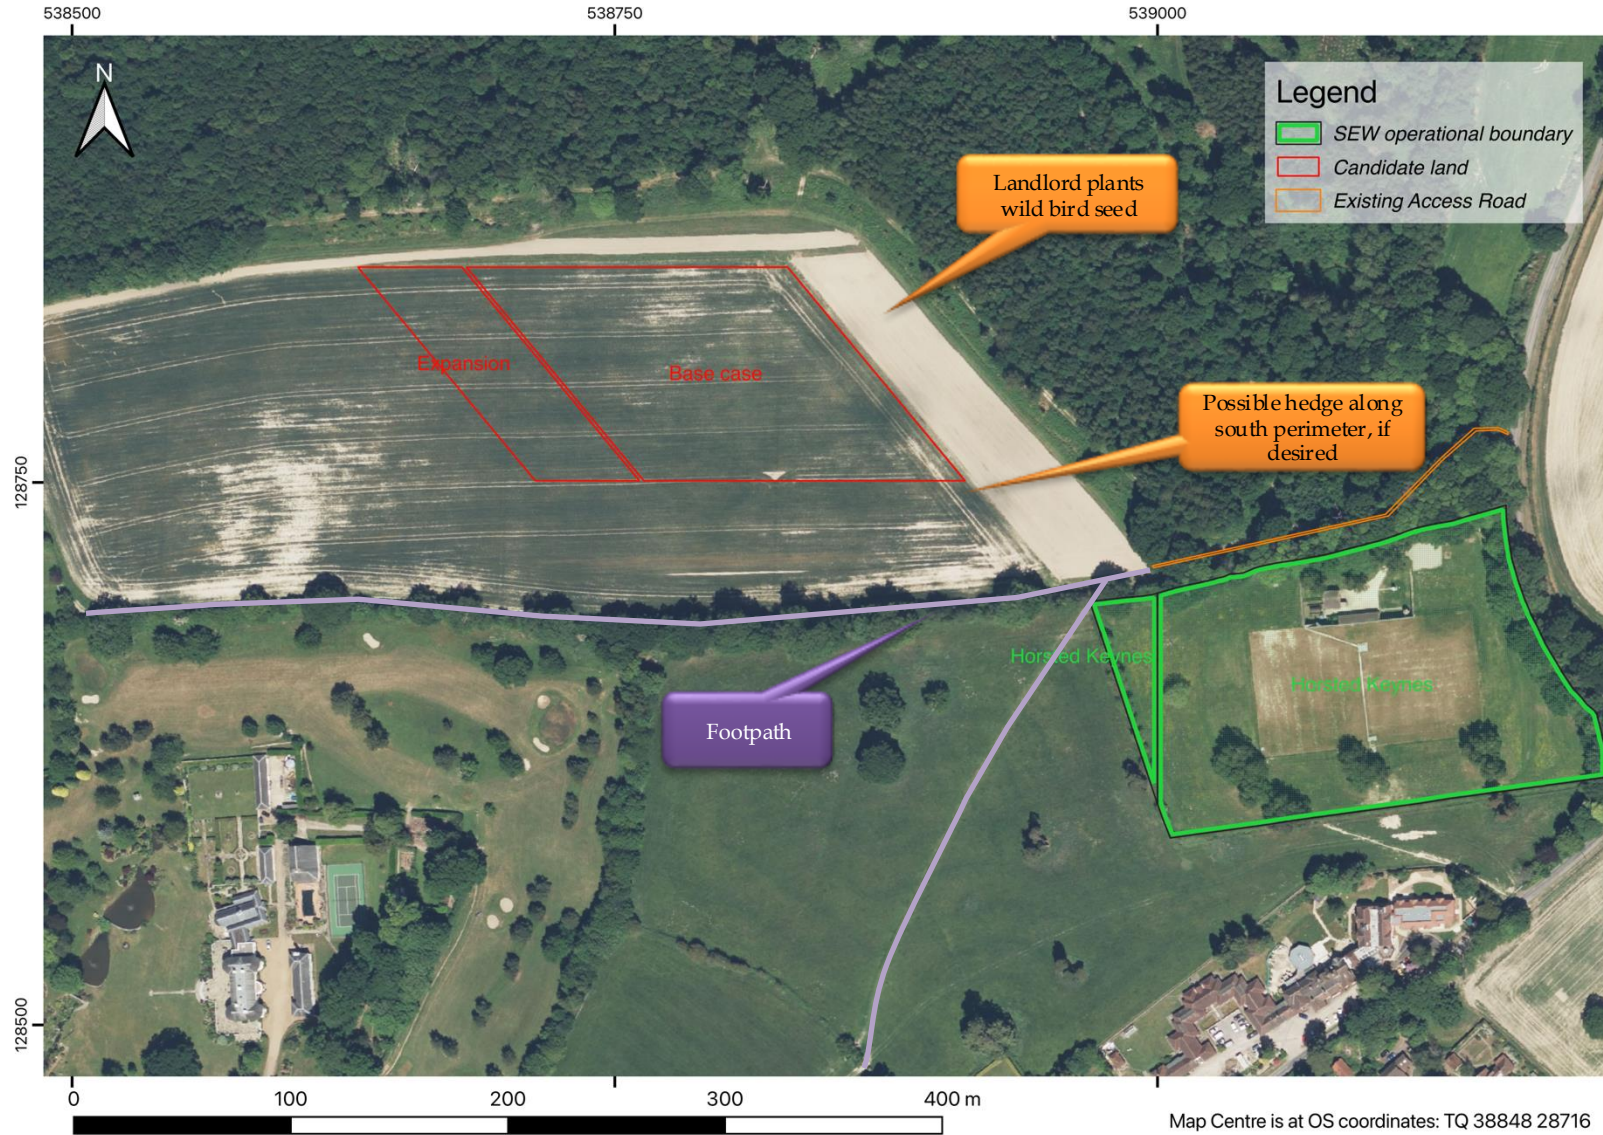 538500
538750
539000
N
Legend
SEW operational boundary
Candidate land
Existing Access Road
Landlord plants
wild bird seed
Expansion
Base case
Possible hedge along
south perimeter, if
desired
128750
Horsted Keynes
Horsted Keynes
Footpath
128500
0
100
200
300
400 m
Map Centre is at OS coordinates: TQ 38848 28716